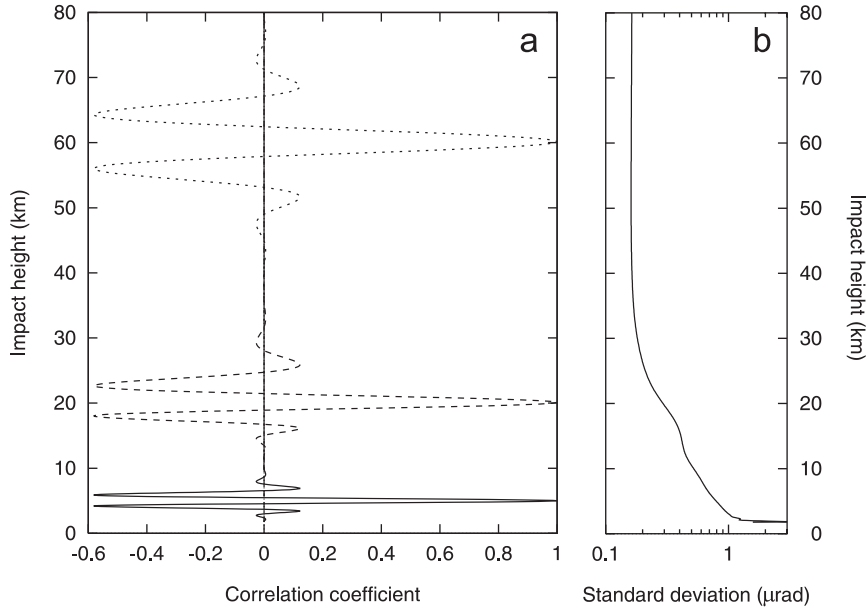 a
b
80
70
60
50
40
30
20
10
0
Impact height (km)
-0.6 -0.4 -0.2 0 0.2 0.4 0.6 0.8 1
Correlation coefficient
80
70
60
50
40
30
20
10
0
Impact height (km)
0.1 1
Standard deviation (μrad)